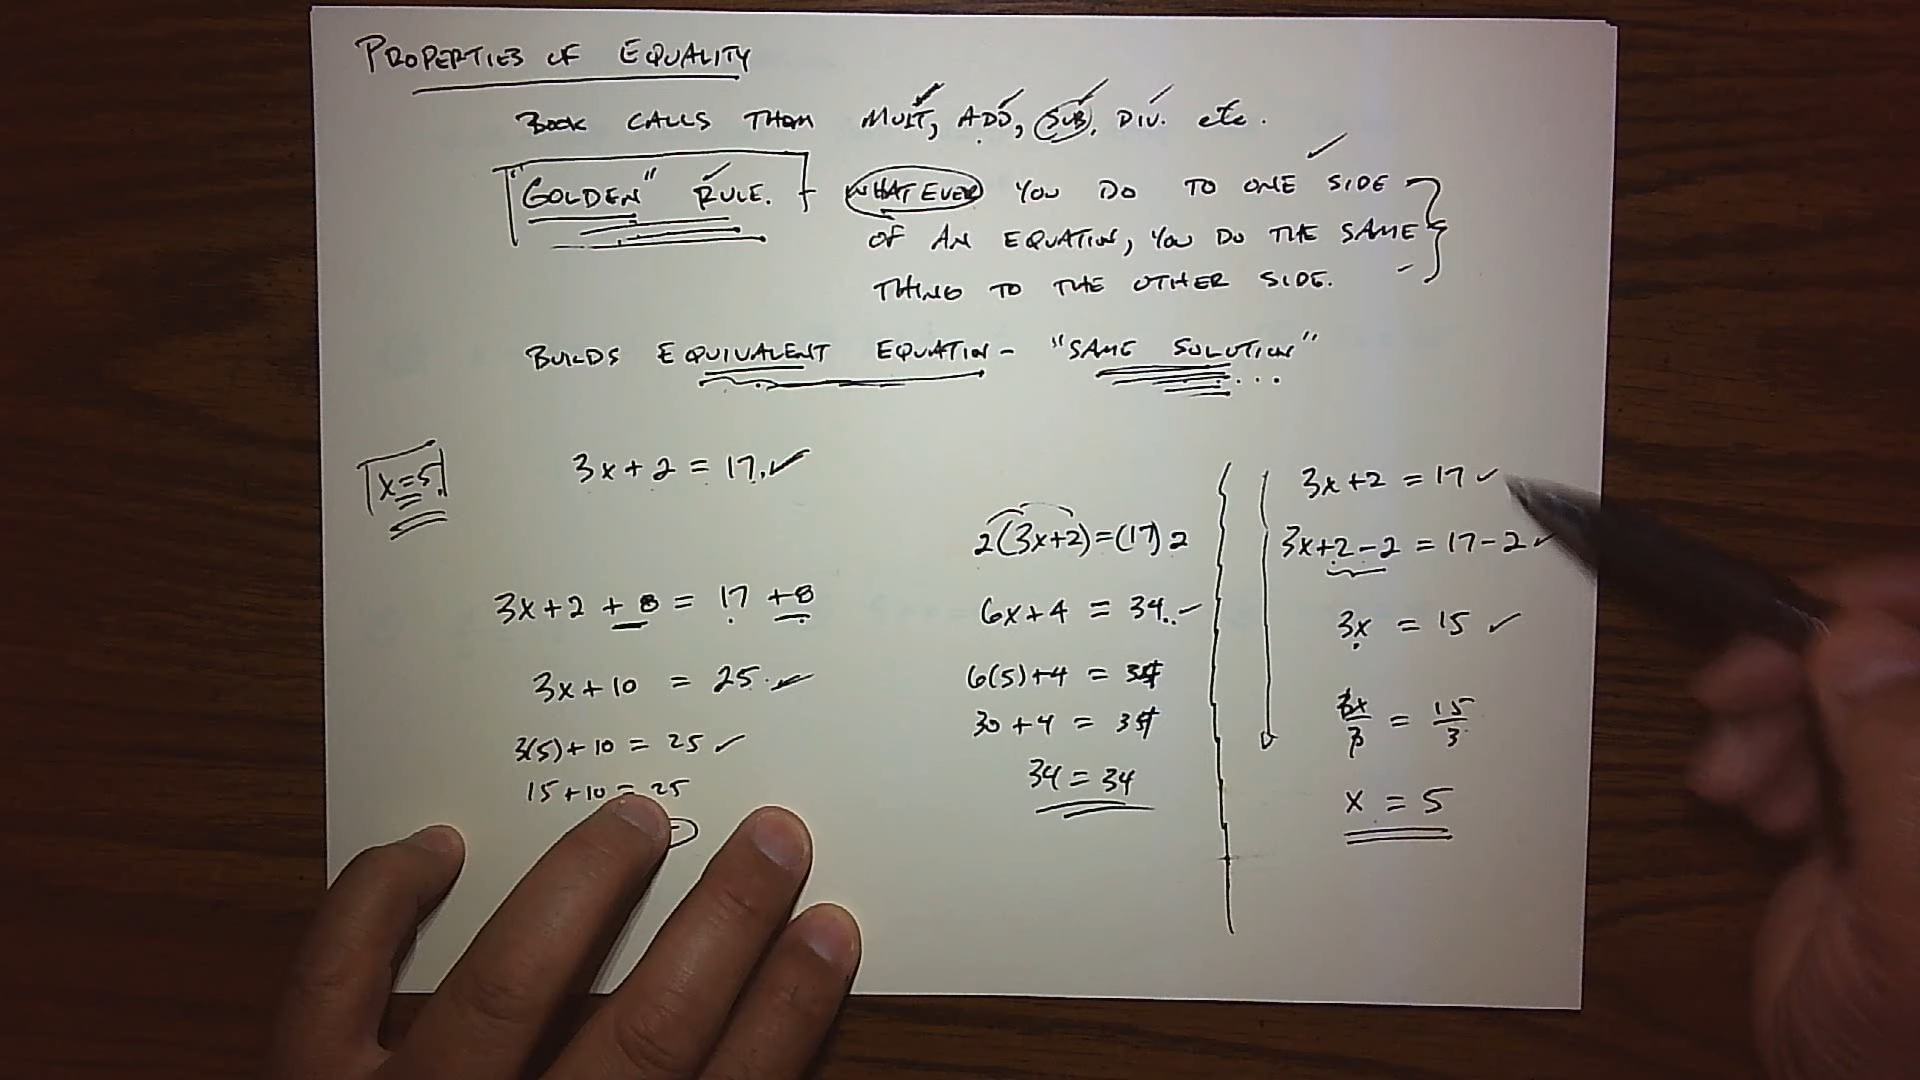 PROPERTIES OF EQUALITY
BOOK CALLS THEM MULT, ADD, SUB, DIV. etc.
"GOLDEN" RULE. - WHATEVER YOU DO TO ONE SIDE
OF AN EQUATION, YOU DO THE SAME
THING TO THE OTHER SIDE.
BUILDS EQUIVALENT EQUATION - "SAME SOLUTION" ...
x=5
3x+2 = 17.
3x+2 +8 = 17 +8
3x+10 = 25.
3(5)+10 = 25
15+10 = 25
2(3x+2)=(17)2
6x+4 = 34..
6(5)+4 = 34
30+4 = 34
34 = 34
3x+2 = 17
3x+2-2 = 17-2
3x = 15
3x/3 = 15/3
x = 5